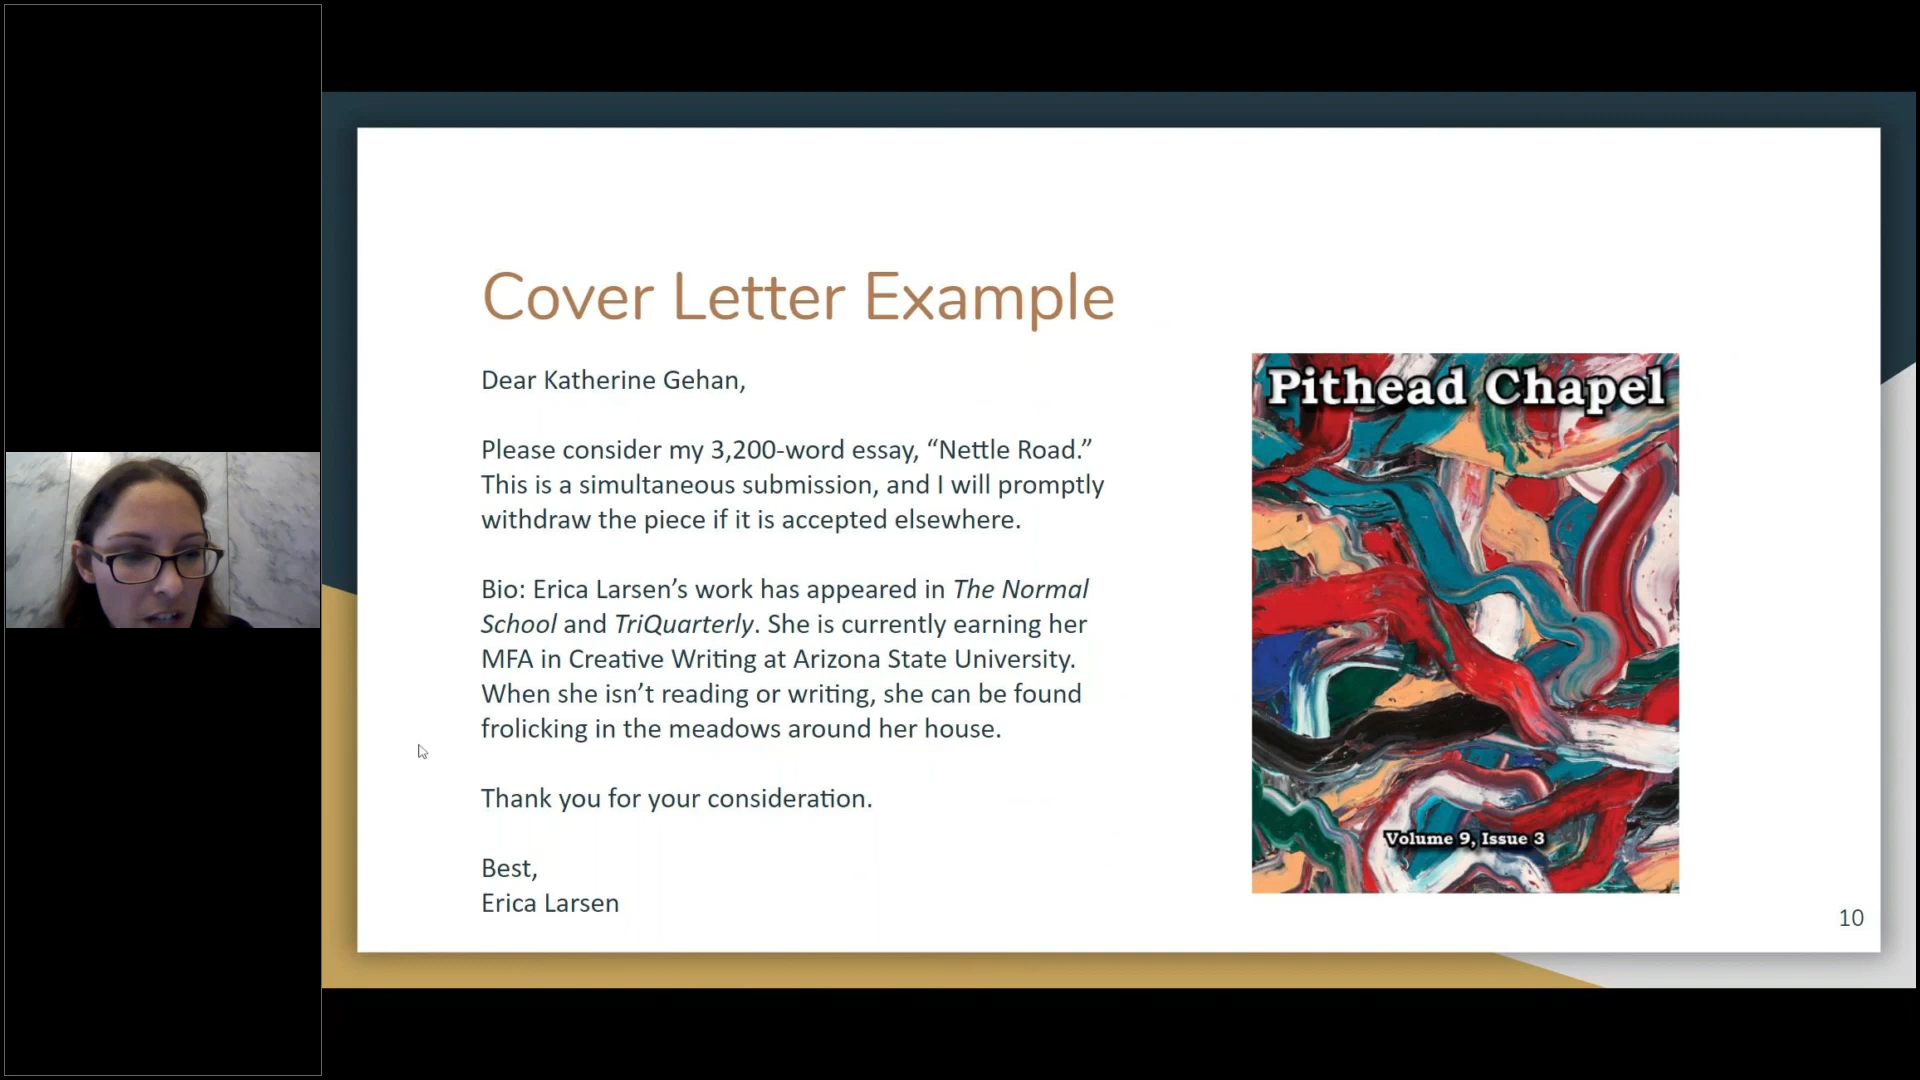 Cover Letter Example
Dear Katherine Gehan,
Please consider my 3,200-word essay, “Nettle Road.”
This is a simultaneous submission, and I will promptly
withdraw the piece if it is accepted elsewhere.
Bio: Erica Larsen’s work has appeared in The Normal
School and TriQuarterly. She is currently earning her
MFA in Creative Writing at Arizona State University.
When she isn’t reading or writing, she can be found
frolicking in the meadows around her house.
Thank you for your consideration.
Best,
Erica Larsen
Pithead Chapel
Volume 9, Issue 3
10